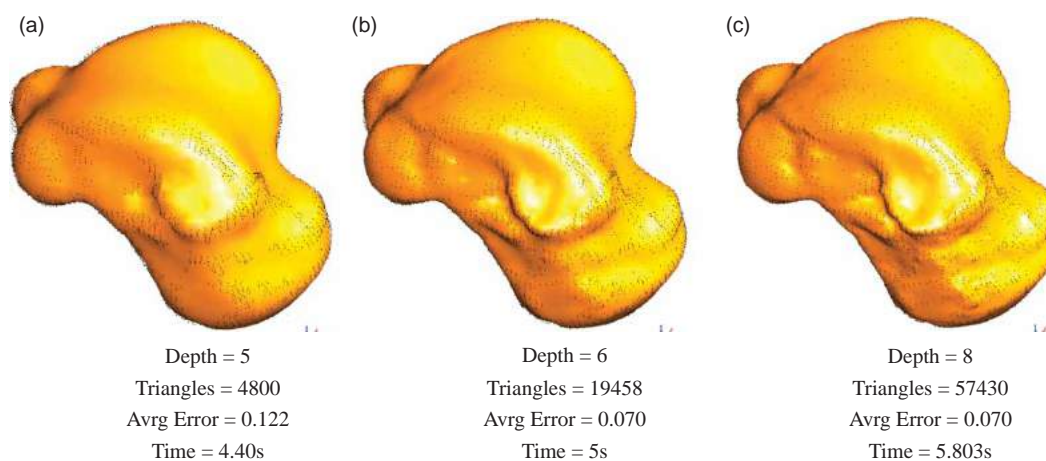 (a)
(b)
(c)
Depth = 5
Triangles = 4800
Avrg Error = 0.122
Time = 4.40s
Depth = 6
Triangles = 19458
Avrg Error = 0.070
Time = 5s
Depth = 8
Triangles = 57430
Avrg Error = 0.070
Time = 5.803s